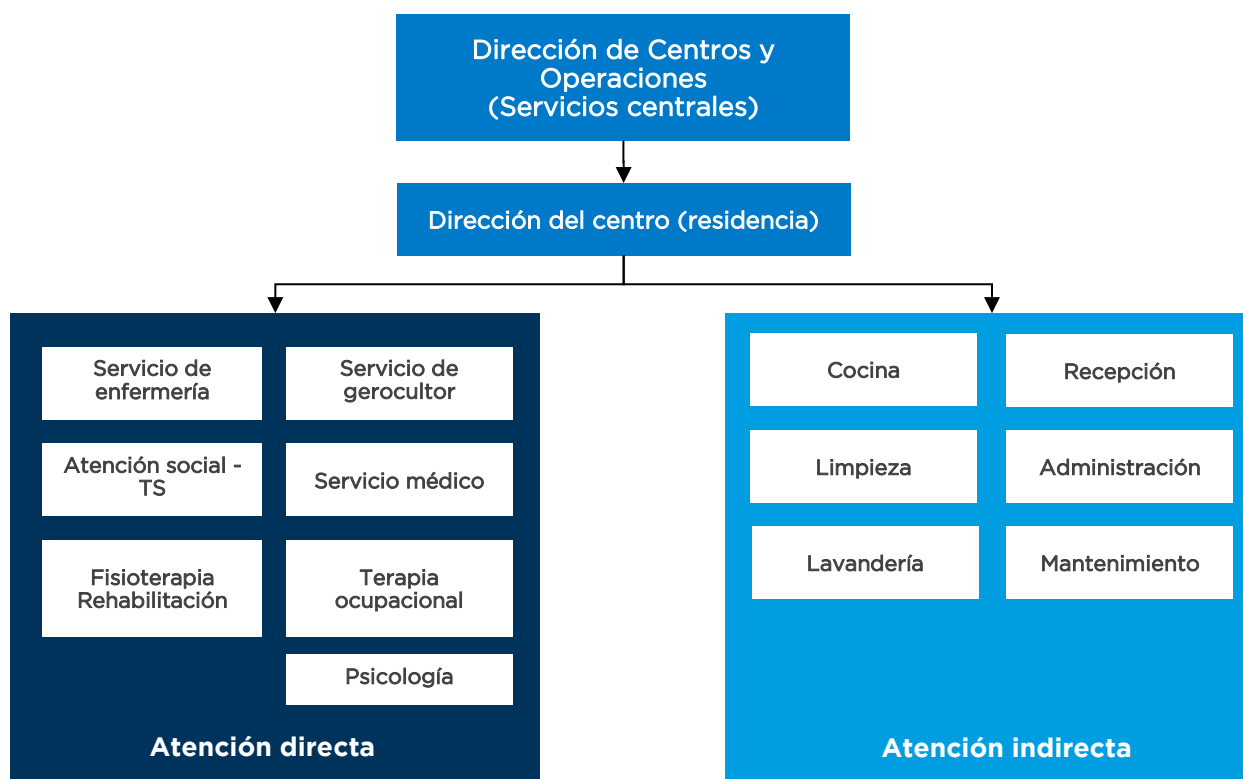 Dirección de Centros y
Operaciones
(Servicios centrales)
Dirección del centro (residencia)
Servicio de
enfermería
Servicio de
gerocultor
Atención social -
TS
Servicio médico
Fisioterapia
Rehabilitación
Terapia
ocupacional
Psicología
Atención directa
Cocina
Recepción
Limpieza
Administración
Lavandería
Mantenimiento
Atención indirecta